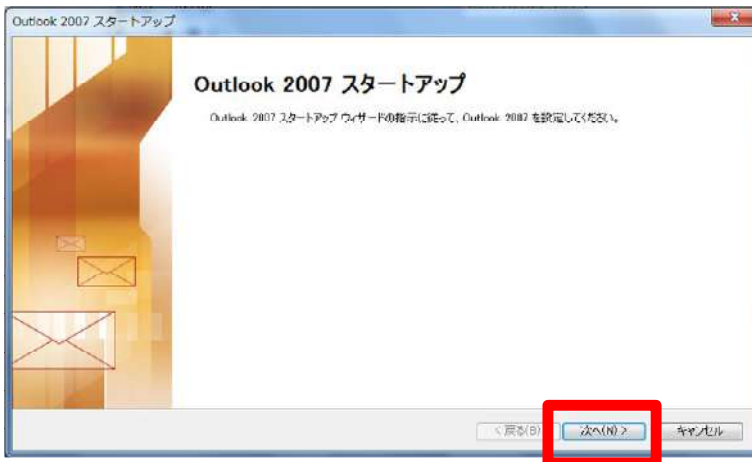 Outlook 2007 スタートアップ
Outlook 2007 スタートアップ
Outlook 2007 スタートアップ ウィザードの指示に従って、Outlook 2007 を設定してください。
< 戻る(B)
次へ(N) >
キャンセル